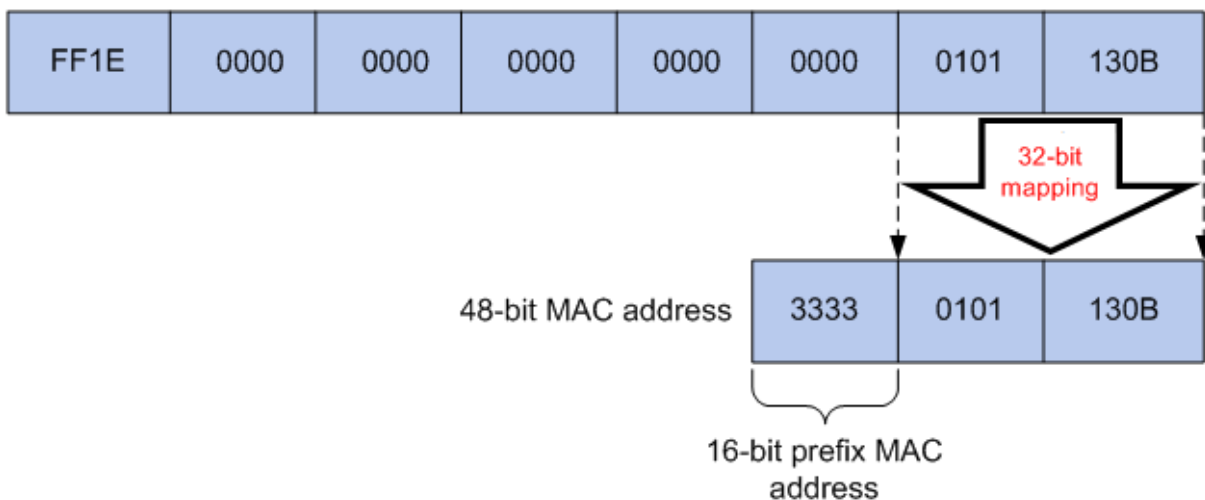 FF1E 0000 0000 0000 0000 0000 0101 130B
32-bit
mapping
48-bit MAC address 3333 0101 130B
16-bit prefix MAC
address